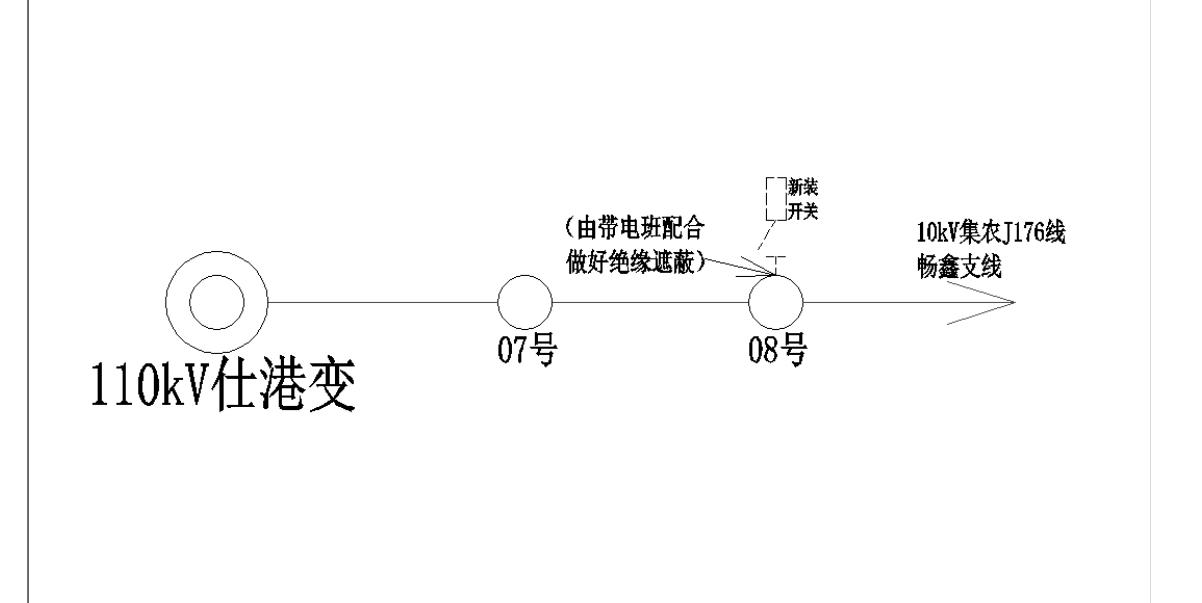 新装
开关
(由带电班配合
做好绝缘遮蔽)
10kV集农J176线
畅鑫支线
07号
08号
110kV仕港变